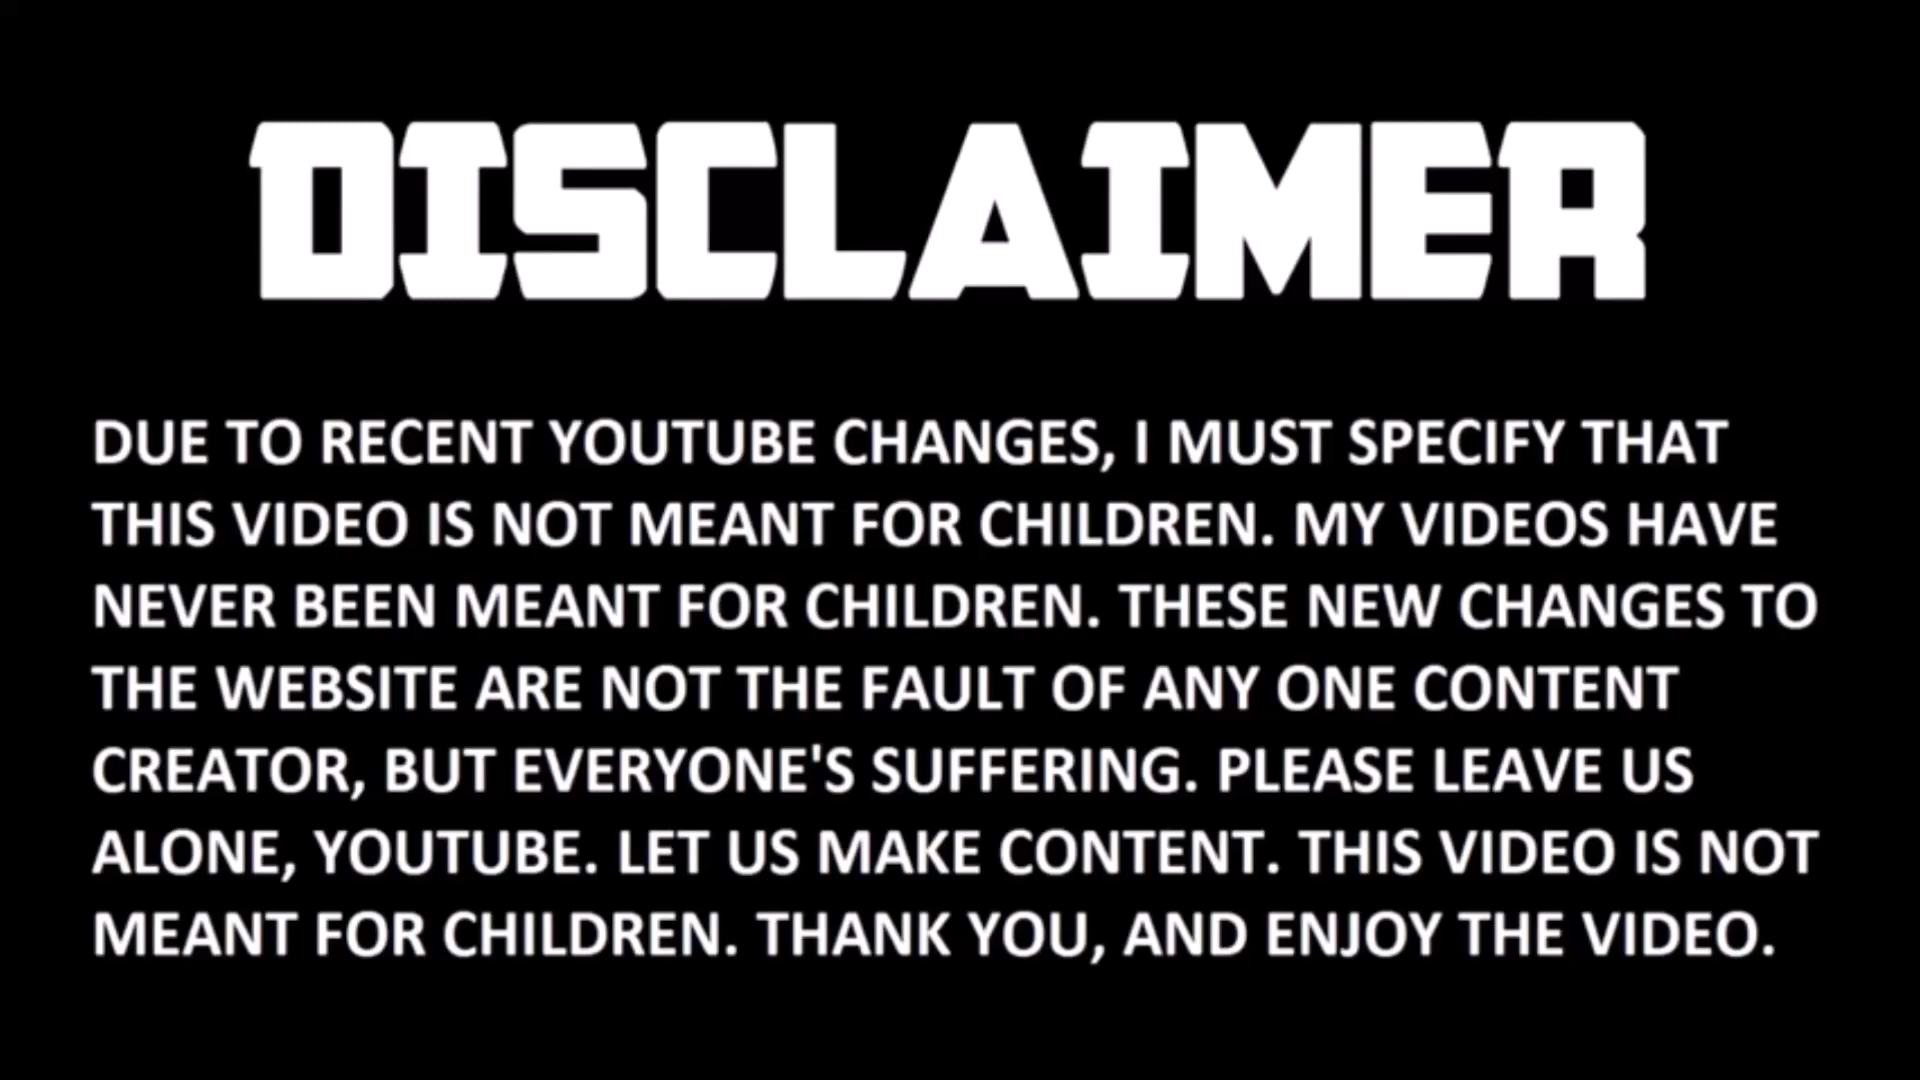 DISCLAIMER
DUE TO RECENT YOUTUBE CHANGES, I MUST SPECIFY THAT
THIS VIDEO IS NOT MEANT FOR CHILDREN. MY VIDEOS HAVE
NEVER BEEN MEANT FOR CHILDREN. THESE NEW CHANGES TO
THE WEBSITE ARE NOT THE FAULT OF ANY ONE CONTENT
CREATOR, BUT EVERYONE'S SUFFERING. PLEASE LEAVE US
ALONE, YOUTUBE. LET US MAKE CONTENT. THIS VIDEO IS NOT
MEANT FOR CHILDREN. THANK YOU, AND ENJOY THE VIDEO.